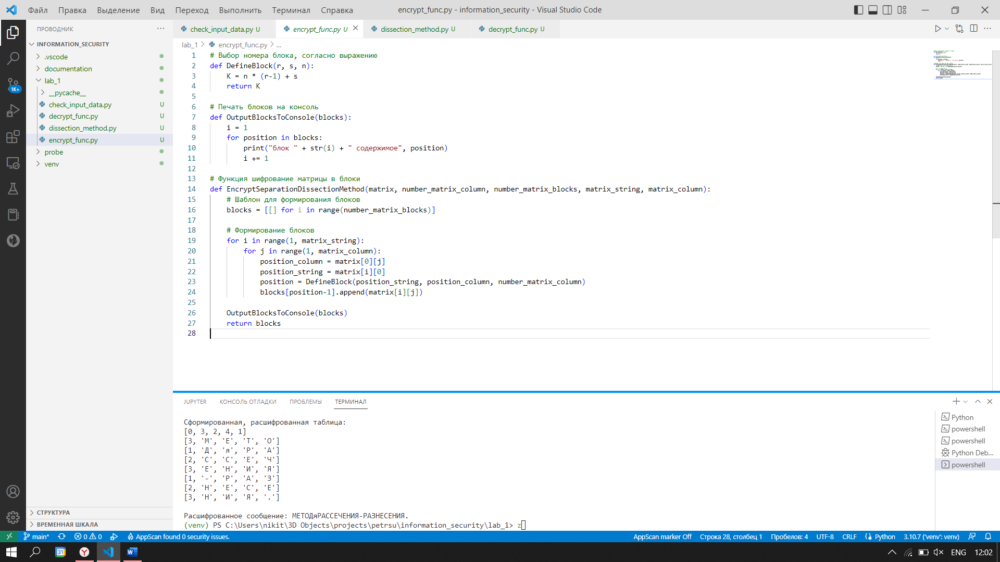 Файл Правка Выделение Вид Переход Выполнить Терминал Справка
encrypt_func.py - information_security - Visual Studio Code
ПРОВОДНИК
INFORMATION_SECURITY
.vscode
documentation
lab_1
__pycache__
check_input_data.py U
decrypt_func.py U
dissection_method.py U
encrypt_func.py U
probe
venv
СТРУКТУРА
ВРЕМЕННАЯ ШКАЛА
1K+
check_input_data.py U
encrypt_func.py U
dissection_method.py U
decrypt_func.py U
lab_1 > encrypt_func.py > ...
1 # Выбор номера блока, согласно выражению
2 def DefineBlock(r, s, n):
3 K = n * (r-1) + s
4 return K
5
6 # Печать блоков на консоль
7 def OutputBlocksToConsole(blocks):
8 i = 1
9 for position in blocks:
10 print("блок " + str(i) + " содержимое", position)
11 i += 1
12
13 # Функция шифрование матрицы в блоки
14 def EncryptSeparationDissectionMethod(matrix, number_matrix_column, number_matrix_blocks, matrix_string, matrix_column):
15 # Шаблон для формирования блоков
16 blocks = [[] for i in range(number_matrix_blocks)]
17
18 # Формирование блоков
19 for i in range(1, matrix_string):
20 for j in range(1, matrix_column):
21 position_column = matrix[0][j]
22 position_string = matrix[i][0]
23 position = DefineBlock(position_string, position_column, number_matrix_column)
24 blocks[position-1].append(matrix[i][j])
25
26 OutputBlocksToConsole(blocks)
27 return blocks
28
JUPYTER КОНСОЛЬ ОТЛАДКИ ПРОБЛЕМЫ ТЕРМИНАЛ
Сформированная, расшифрованная таблица:
[0, 3, 2, 4, 1]
[3, 'М', 'Е', 'Т', 'О']
[1, 'Д', 'я', 'Р', 'А']
[2, 'С', 'С', 'Е', 'Ч']
[3, 'Е', 'Н', 'И', 'Я']
[1, '-', 'Р', 'А', 'З']
[2, 'Н', 'Е', 'С', 'Е']
[3, 'Н', 'И', 'Я', '.']
Расшифрованное сообщение: МЕТОДяРАССЕЧЕНИЯ-РАЗНЕСЕНИЯ.
(venv) PS C:\Users\nikit\3D Objects\projects\petrsu\information_security\lab_1> z
Python
powershell
powershell
Python Deb...
powershell
main* 0 0 AppScan found 0 security issues.
AppScan marker Off Строка 28, столбец 1 Пробелов: 4 UTF-8 CRLF Python 3.10.7 ('venv': venv)
31
ENG 12:02